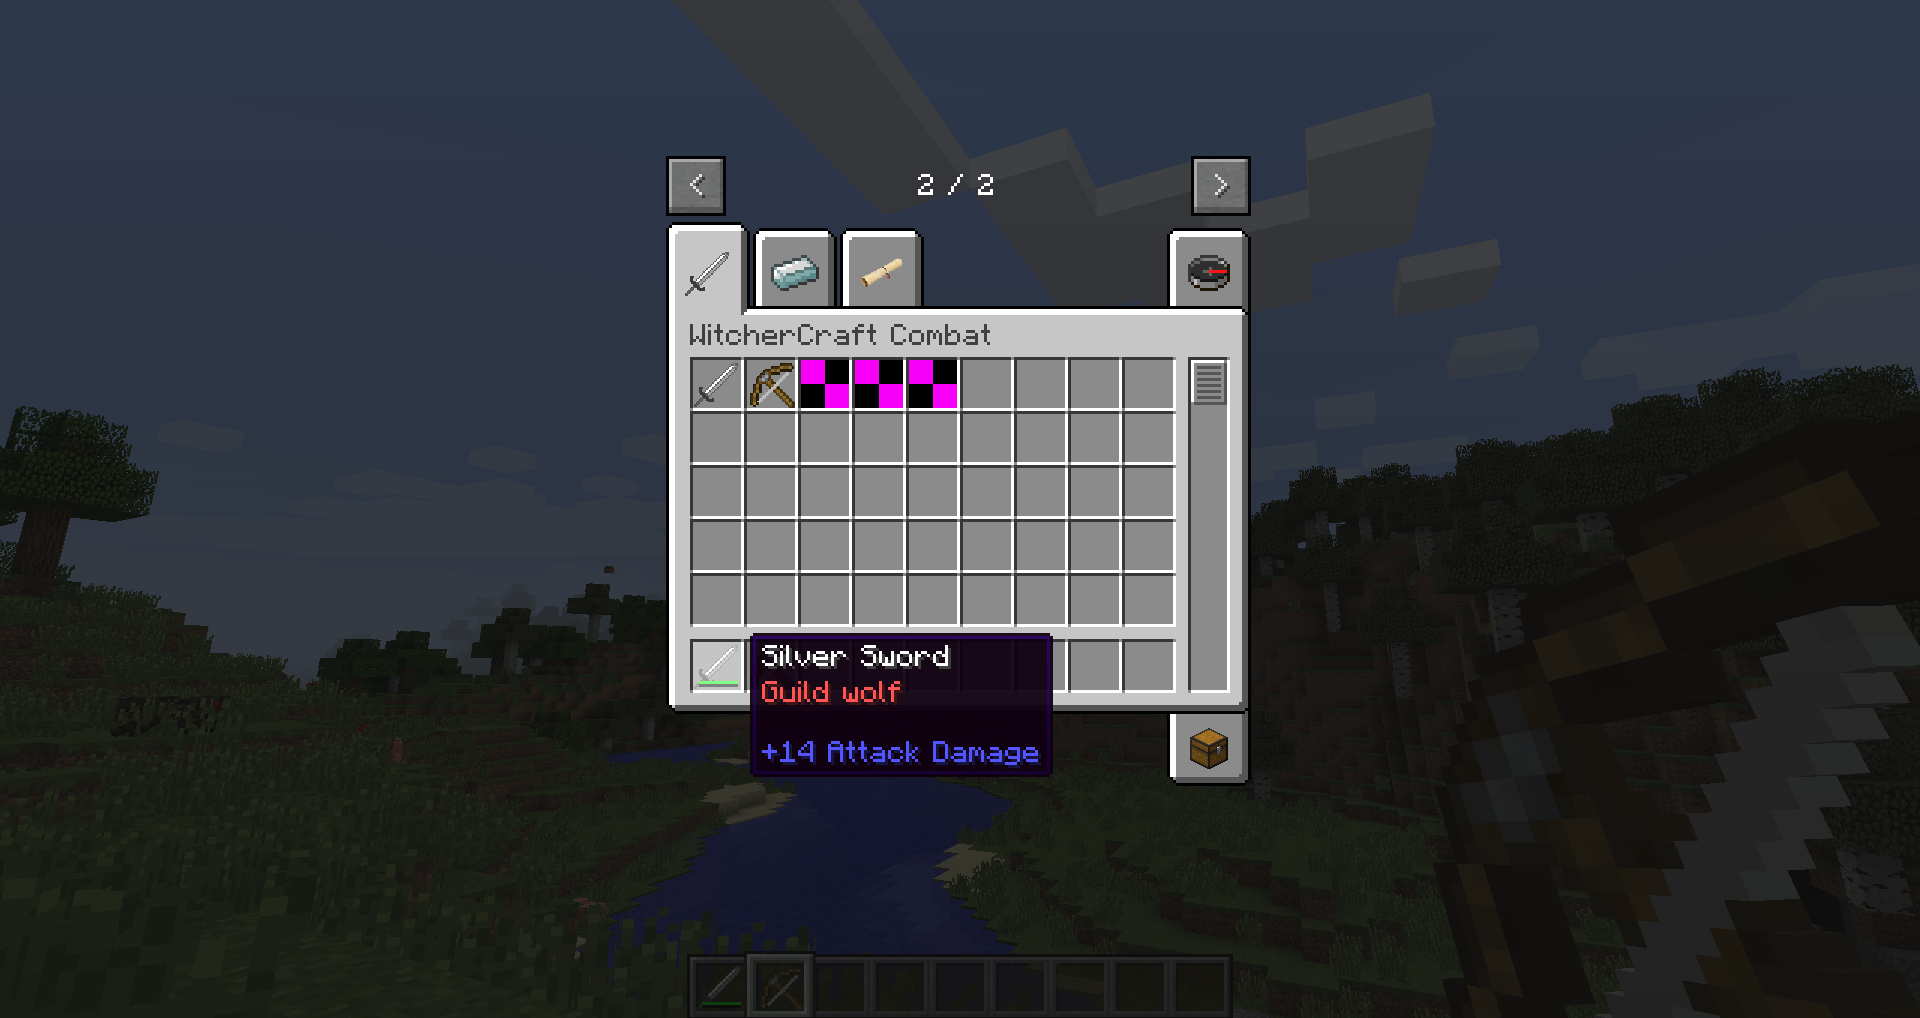 2 / 2
WitcherCraft Combat
Silver Sword
Guild wolf
+14 Attack Damage